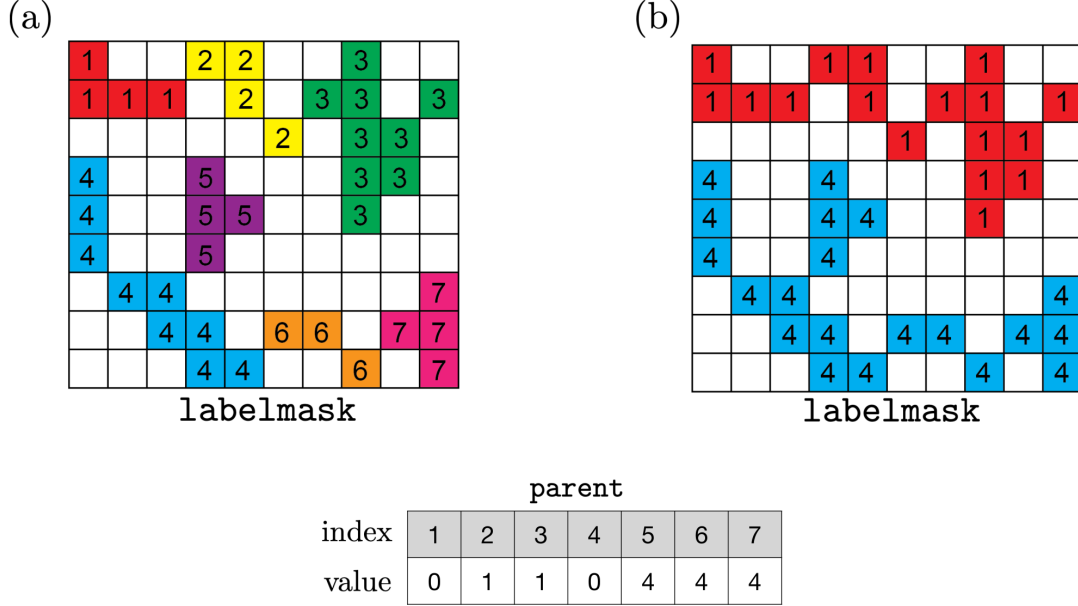 (a)
(b)
1 2 2 3
1 1 1 2 3 3 3
2 3 3
4 5 3 3
4 5 5 3
4 5
4 4 7
4 4 6 6 7 7
4 4 6 7
labelmask
1 1 1 1
1 1 1 1 1 1 1
1 1 1
4 4 1 1
4 4 4 1
4 4
4 4 4
4 4 4 4 4 4
4 4 4 4
labelmask
parent
index 1 2 3 4 5 6 7
value 0 1 1 0 4 4 4